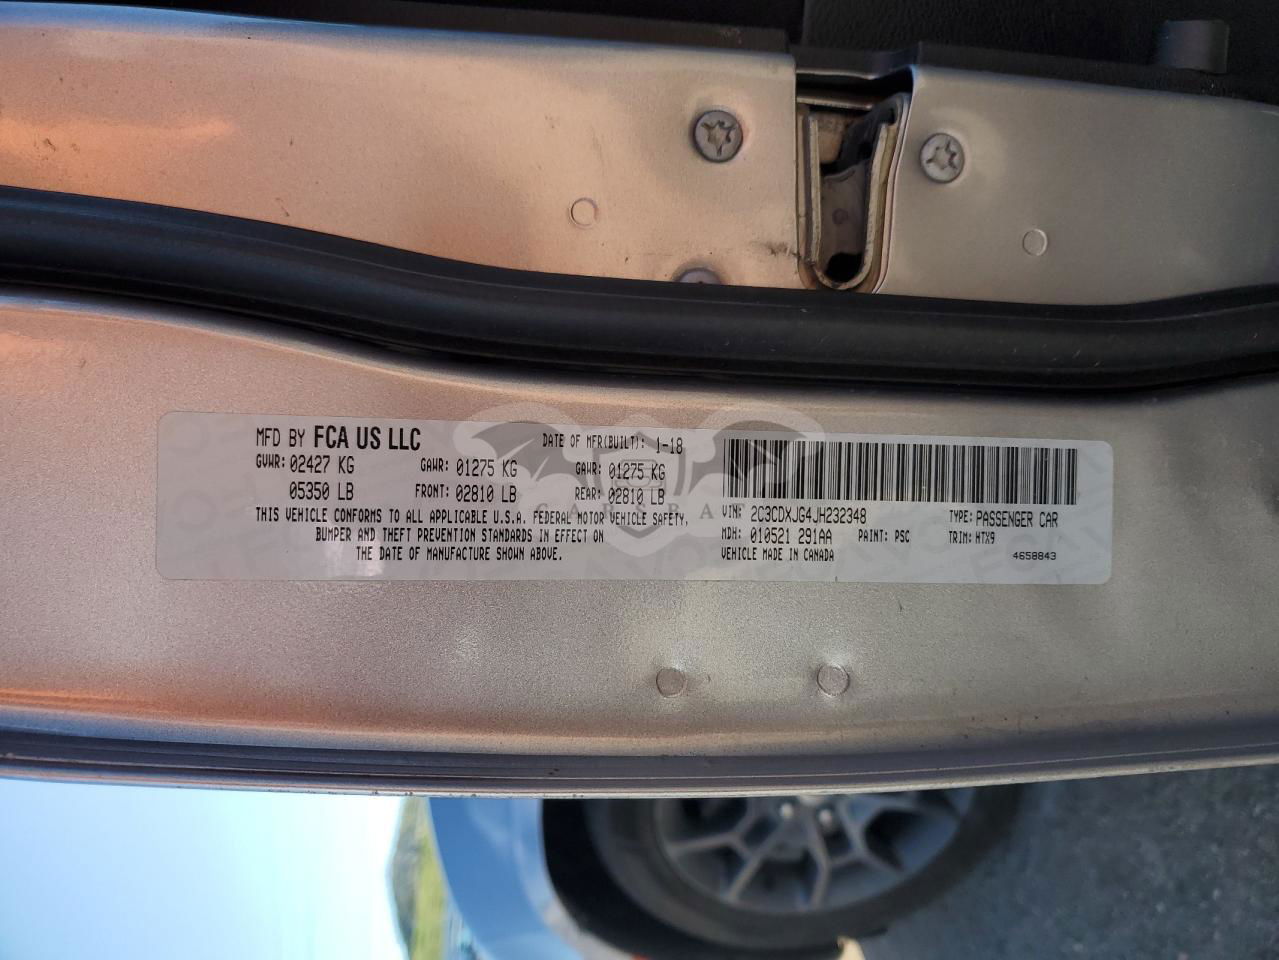 MFD BY FCA US LLC DATE OF MFR(BUILT): 1-18
GVWR: 02427 KG GAWR: 01275 KG GAWR: 01275 KG
05350 LB FRONT: 02810 LB REAR: 02810 LB
THIS VEHICLE CONFORMS TO ALL APPLICABLE U.S.A. FEDERAL MOTOR VEHICLE SAFETY,
BUMPER AND THEFT PREVENTION STANDARDS IN EFFECT ON
THE DATE OF MANUFACTURE SHOWN ABOVE.
VIN: 2C3CDXJG4JH232348 TYPE: PASSENGER CAR
MDH: 010521 291AA PAINT: PSC TRIM: HTX9
VEHICLE MADE IN CANADA 4658843